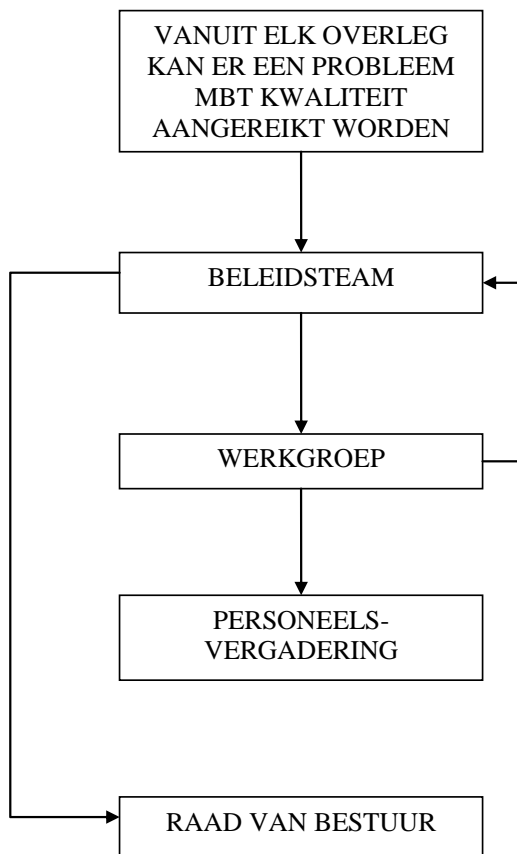 VANUIT ELK OVERLEG
KAN ER EEN PROBLEEM
MBT KWALITEIT
AANGEREIKT WORDEN
BELEIDSTEAM
WERKGROEP
PERSONEELS-
VERGADERING
RAAD VAN BESTUUR